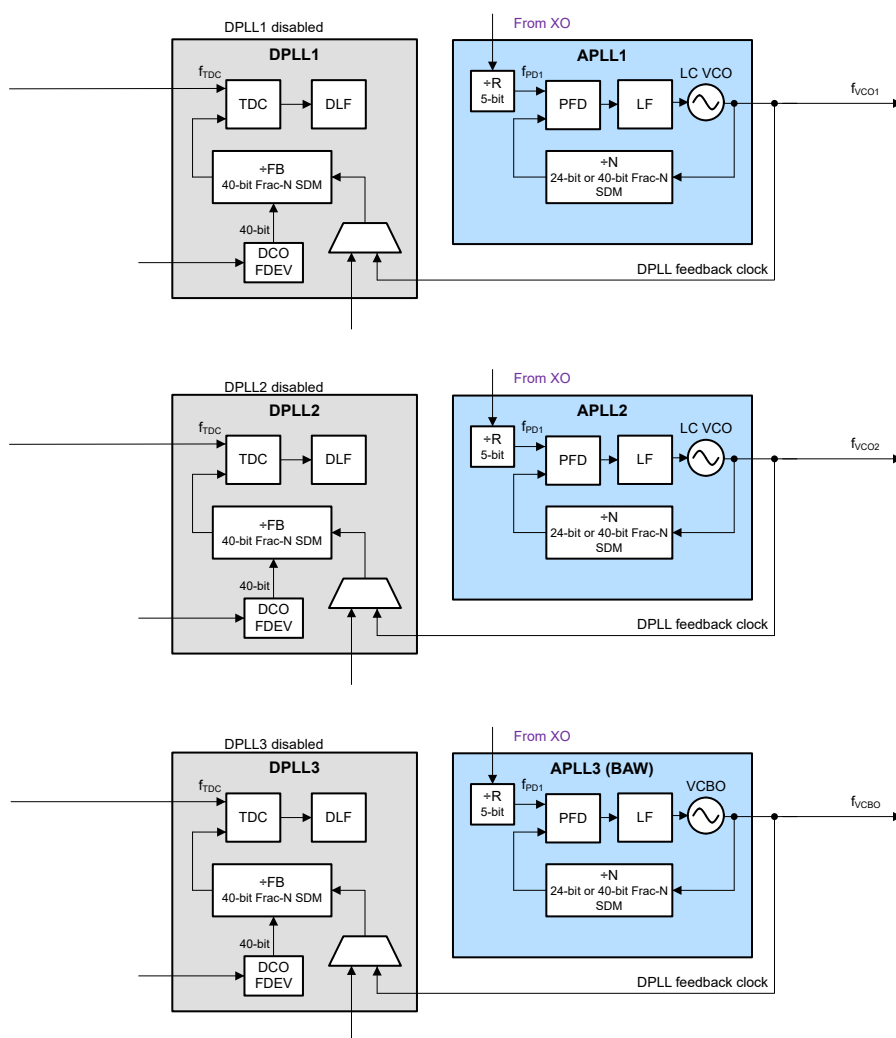 DPLL1 disabled
DPLL1
fTDC
TDC
DLF
÷FB
40-bit Frac-N SDM
40-bit
DCO
FDEV
From XO
APLL1
÷R
5-bit
fPD1
PFD
LF
LC VCO
÷N
24-bit or 40-bit Frac-N
SDM
fVCO1
DPLL feedback clock
DPLL2 disabled
DPLL2
fTDC
TDC
DLF
÷FB
40-bit Frac-N SDM
40-bit
DCO
FDEV
From XO
APLL2
÷R
5-bit
fPD1
PFD
LF
LC VCO
÷N
24-bit or 40-bit Frac-N
SDM
fVCO2
DPLL feedback clock
DPLL3 disabled
DPLL3
fTDC
TDC
DLF
÷FB
40-bit Frac-N SDM
40-bit
DCO
FDEV
From XO
APLL3 (BAW)
÷R
5-bit
fPD1
PFD
LF
VCBO
÷N
24-bit or 40-bit Frac-N
SDM
fVCBO
DPLL feedback clock